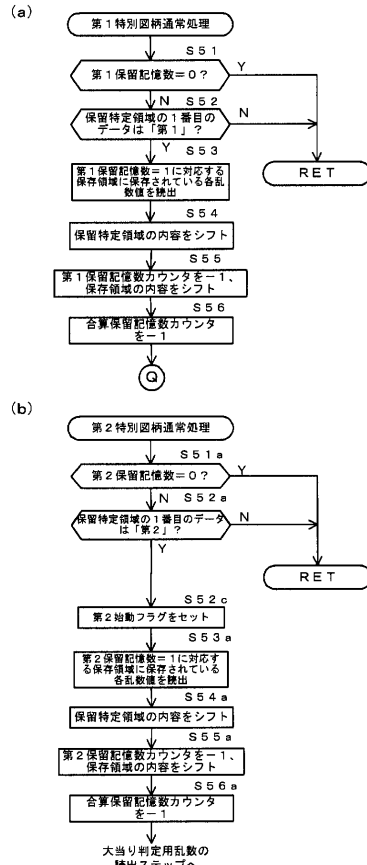 (a)
第1特別図柄通常処理
S51
第1保留記憶数=0?
Y
N
S52
保留特定領域の1番目の
データは「第1」?
N
Y
S53
第1保留記憶数=1に対応する
保存領域に保存されている各乱
数値を読出
RET
S54
保留特定領域の内容をシフト
S55
第1保留記憶数カウンタを-1、
保存領域の内容をシフト
S56
合算保留記憶数カウンタ
を-1
Q
(b)
第2特別図柄通常処理
S51a
第2保留記憶数=0?
Y
N
S52a
保留特定領域の1番目のデータ
は「第2」?
N
Y
RET
S52c
第2始動フラグをセット
S53a
第2保留記憶数=1に対応す
る保存領域に保存されている
各乱数値を読出
S54a
保留特定領域の内容をシフト
S55a
第2保留記憶数カウンタを-1、
保存領域の内容をシフト
S56a
合算保留記憶数カウンタ
を-1
大当り判定用乱数の
読出ステップへ